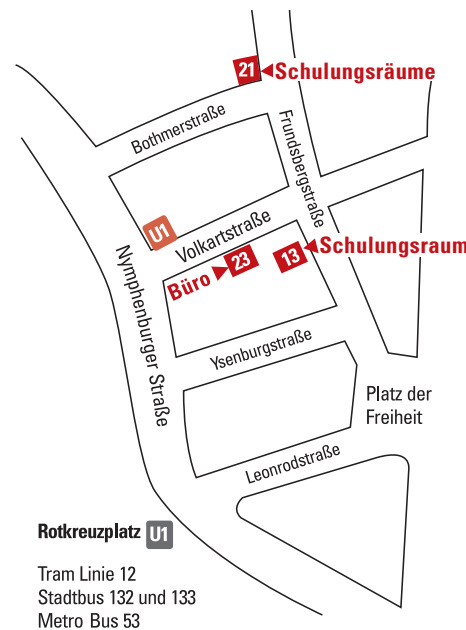 21 Schulungsräume
Bothmerstraße
Frundsbergstraße
U1
Volkartstraße
13 Schulungsraum
Büro 23
Nymphenburger Straße
Ysenburgstraße
Platz der
Freiheit
Leonrodstraße
Rotkreuzplatz U1
Tram Linie 12
Stadtbus 132 und 133
Metro Bus 53